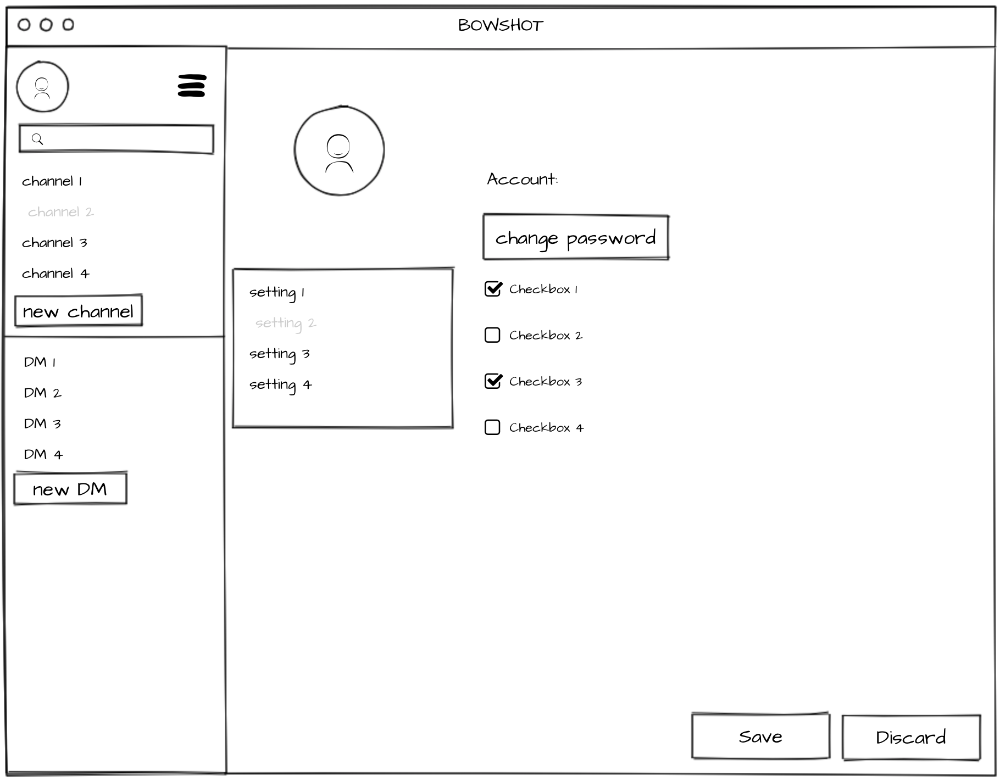 BOWSHOT
channel 1
channel 2
channel 3
channel 4
new channel
DM 1
DM 2
DM 3
DM 4
new DM
setting 1
setting 2
setting 3
setting 4
Account:
change password
Checkbox 1
Checkbox 2
Checkbox 3
Checkbox 4
Save
Discard